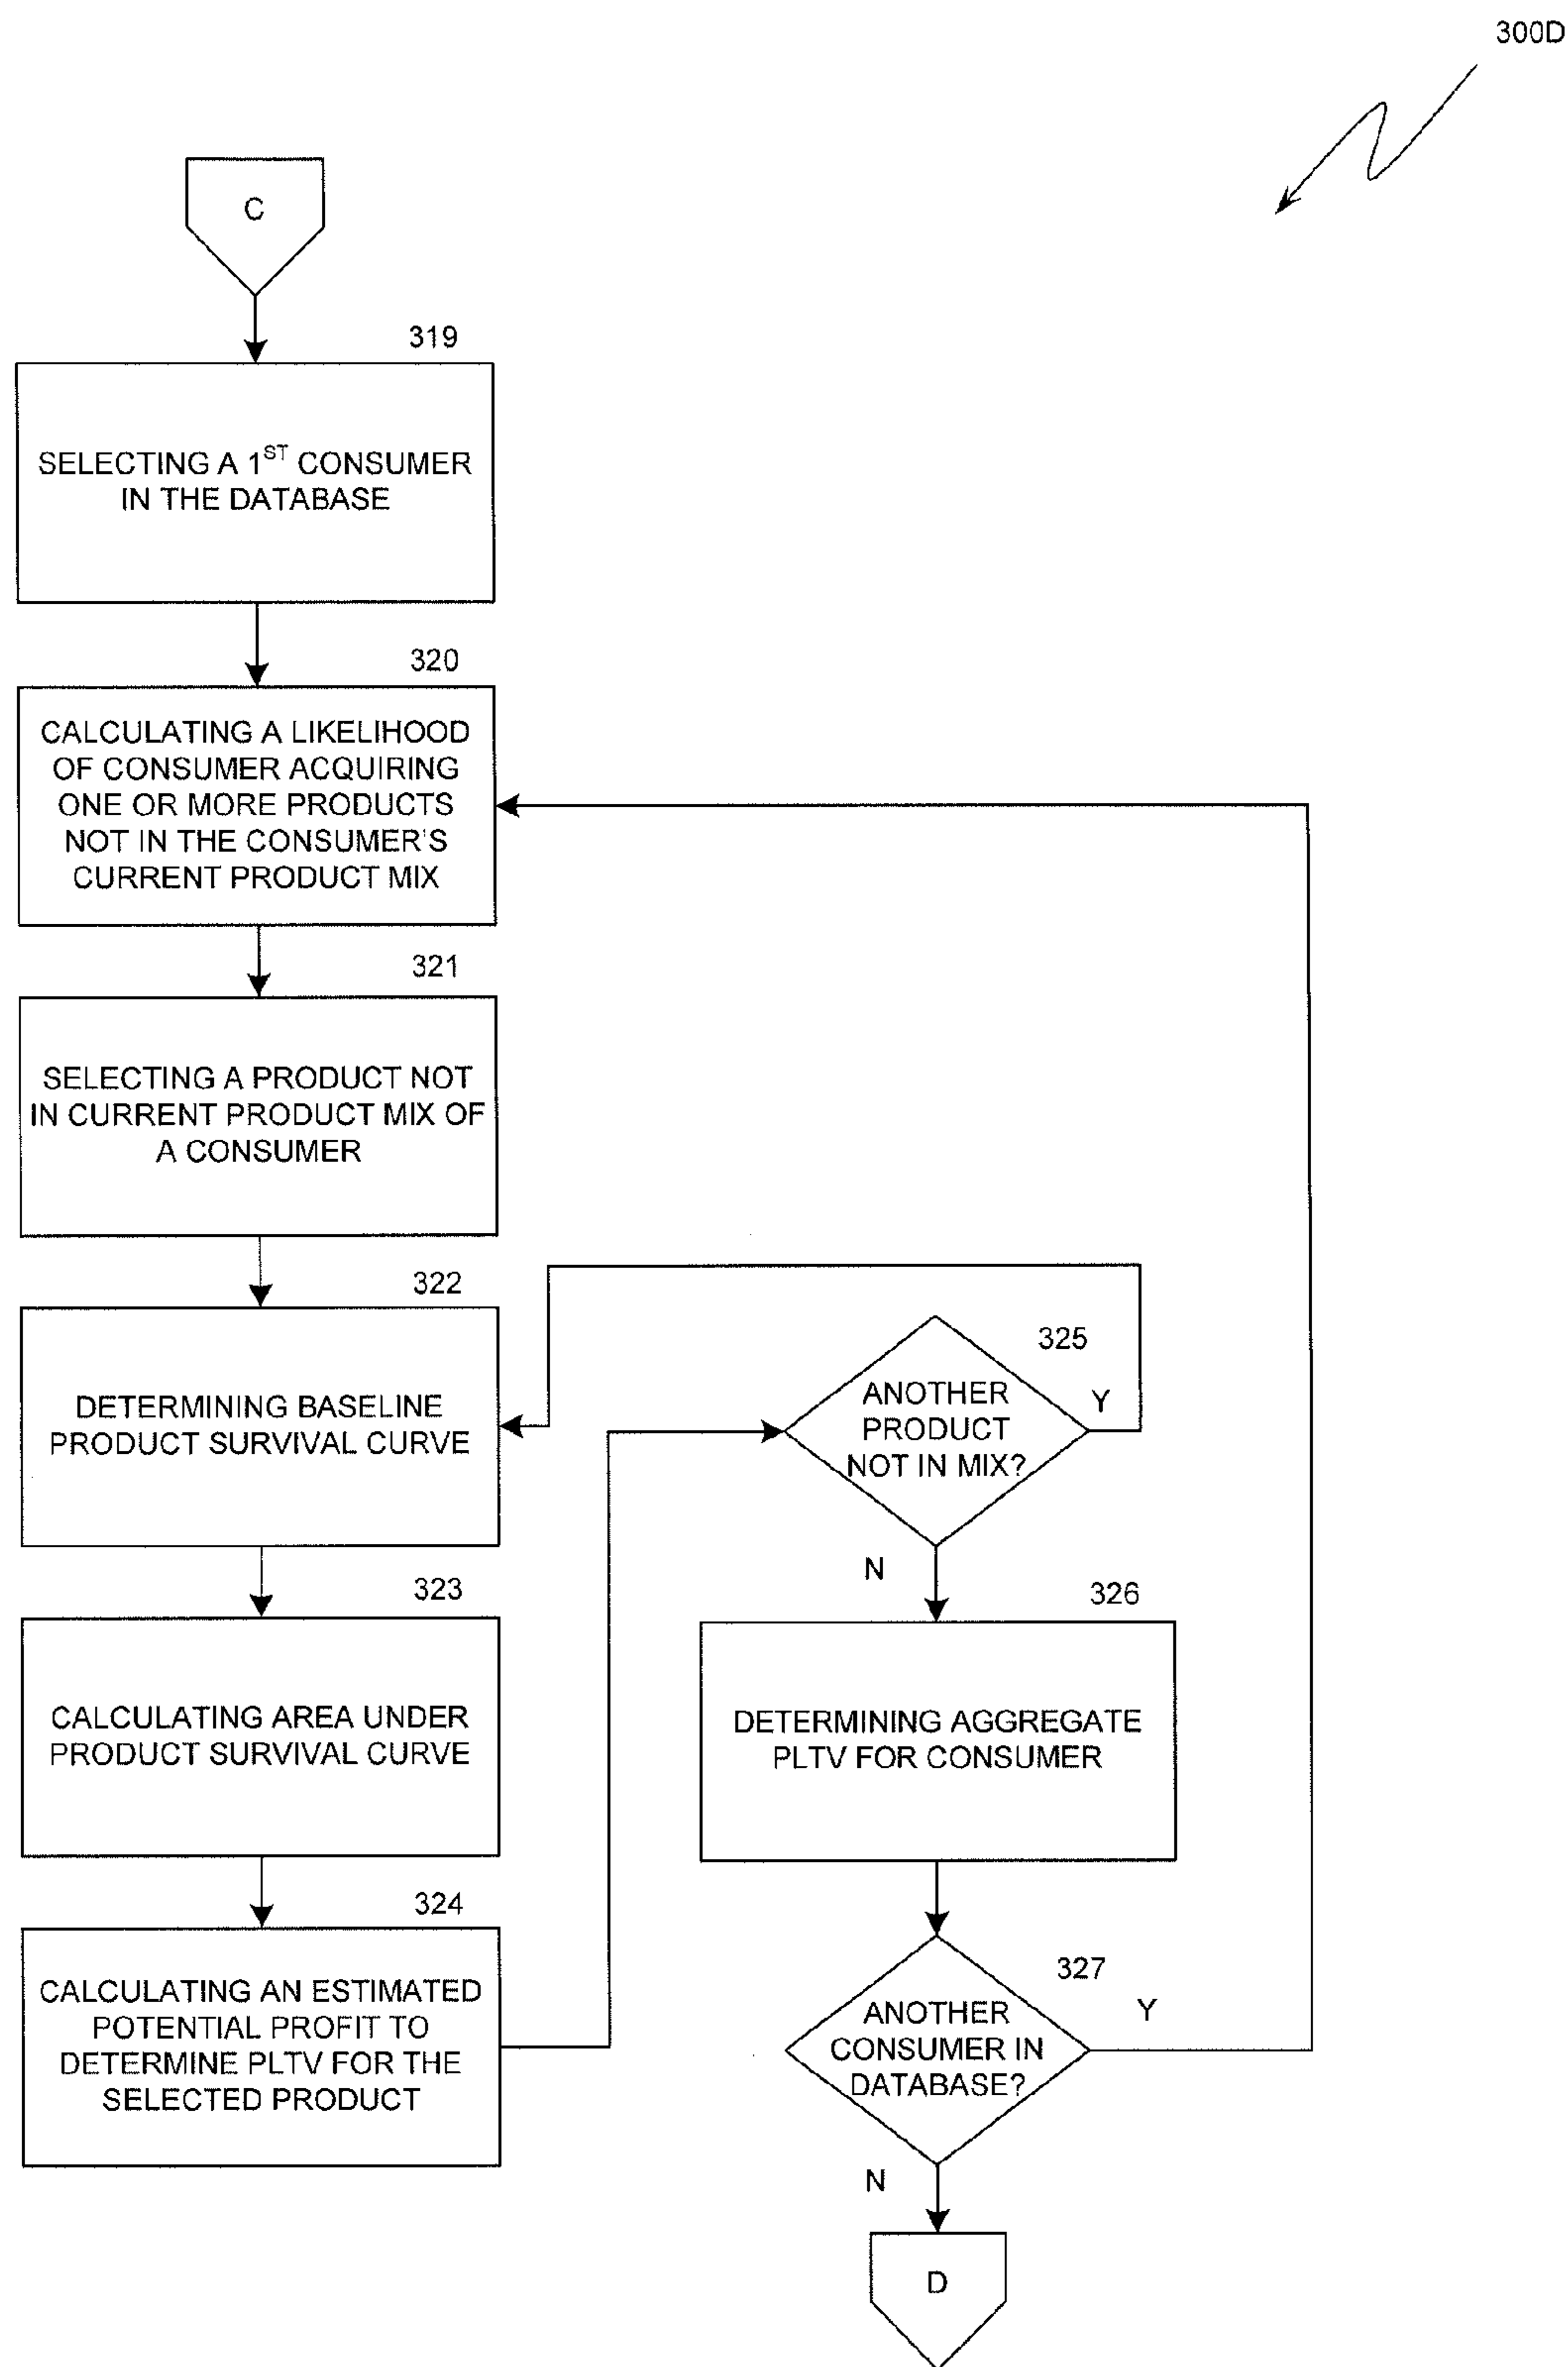 300D
C
319
SELECTING A 1ST CONSUMER
IN THE DATABASE
320
CALCULATING A LIKELIHOOD
OF CONSUMER ACQUIRING
ONE OR MORE PRODUCTS
NOT IN THE CONSUMER'S
CURRENT PRODUCT MIX
321
SELECTING A PRODUCT NOT
IN CURRENT PRODUCT MIX OF
A CONSUMER
322
DETERMINING BASELINE
PRODUCT SURVIVAL CURVE
323
CALCULATING AREA UNDER
PRODUCT SURVIVAL CURVE
324
CALCULATING AN ESTIMATED
POTENTIAL PROFIT TO
DETERMINE PLTV FOR THE
SELECTED PRODUCT
325
ANOTHER
PRODUCT
NOT IN MIX?
Y
N
326
DETERMINING AGGREGATE
PLTV FOR CONSUMER
327
ANOTHER
CONSUMER IN
DATABASE?
Y
N
D